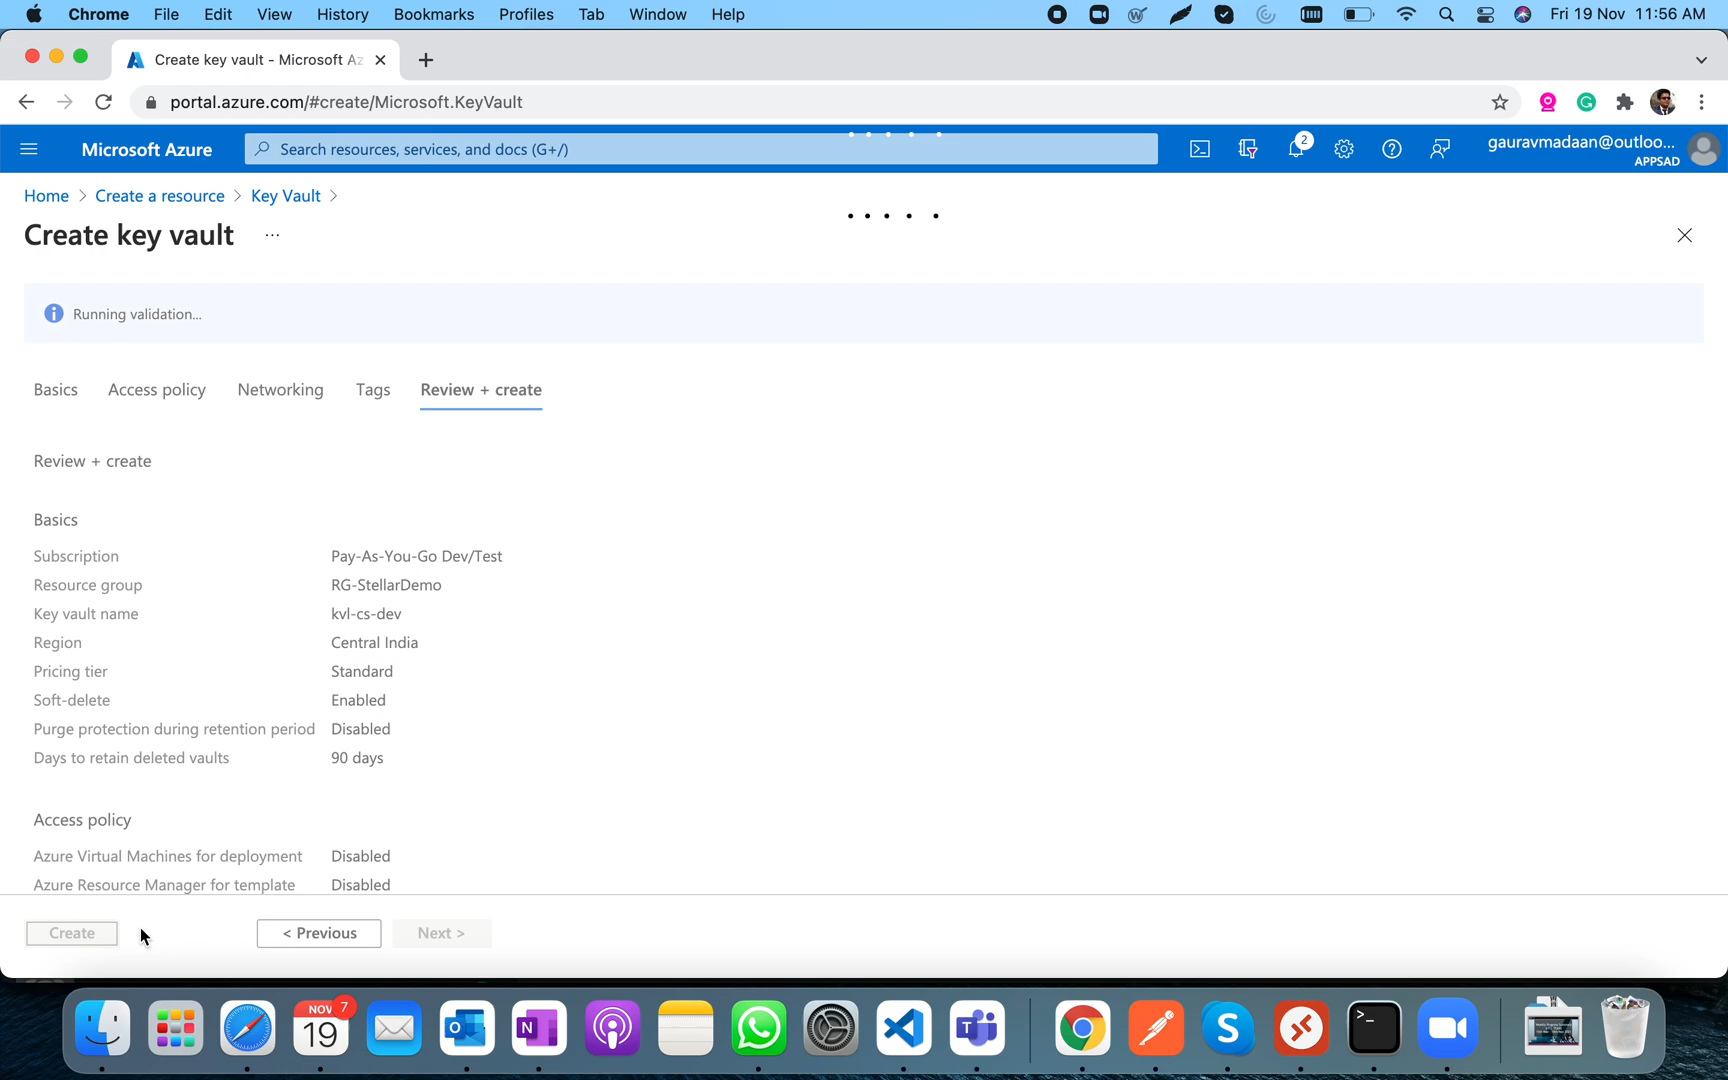 Chrome File Edit View History Bookmarks Profiles Tab Window Help Fri 19 Nov 11:56 AM
Create key vault - Microsoft Az
portal.azure.com/#create/Microsoft.KeyVault
Microsoft Azure Search resources, services, and docs (G+/) 2 gauravmadaan@outloo...
APPSAD
Home > Create a resource > Key Vault >
Create key vault ...
Running validation...
Basics Access policy Networking Tags Review + create
Review + create
Basics
Subscription Pay-As-You-Go Dev/Test
Resource group RG-StellarDemo
Key vault name kvl-cs-dev
Region Central India
Pricing tier Standard
Soft-delete Enabled
Purge protection during retention period Disabled
Days to retain deleted vaults 90 days
Access policy
Azure Virtual Machines for deployment Disabled
Azure Resource Manager for template Disabled
Create < Previous Next >
NOV 7
19